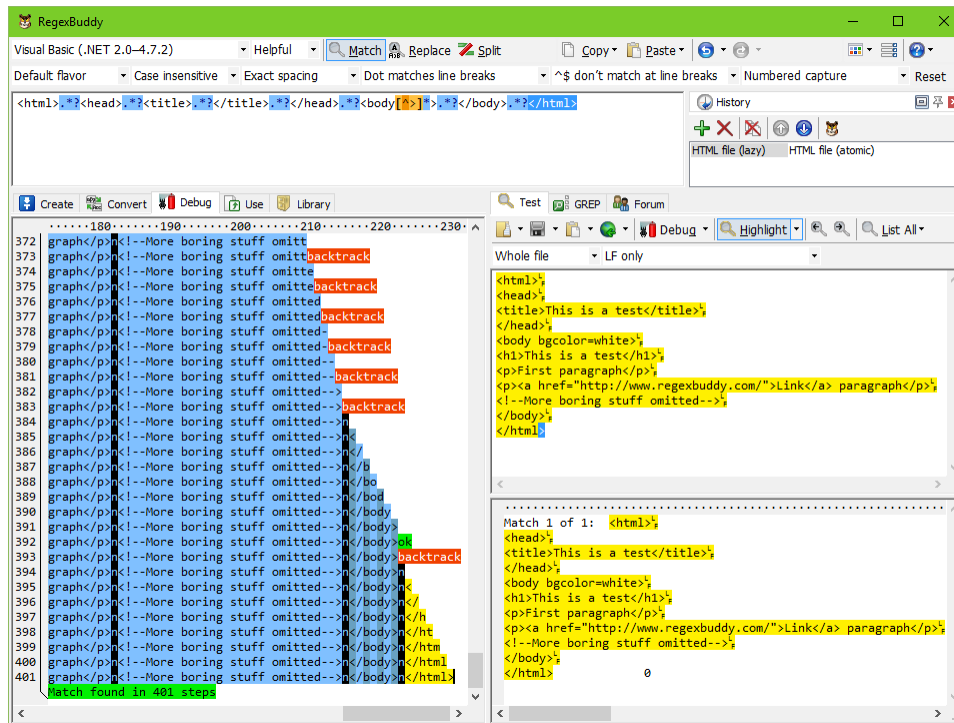 RegexBuddy
Visual Basic (.NET 2.0–4.7.2) Helpful Match Replace Split Copy Paste
Default flavor Case insensitive Exact spacing Dot matches line breaks ^$ don't match at line breaks Numbered capture Reset
<html>.*?<head>.*?<title>.*?</title>.*?</head>.*?<body[^>]*>.*?</body>.*?</html>
History
HTML file (lazy) HTML file (atomic)
Create Convert Debug Use Library
······180·······190·······200·······210·······220·······230·
372 graph</p>n<!--More boring stuff omitt
373 graph</p>n<!--More boring stuff omittbacktrack
374 graph</p>n<!--More boring stuff omitte
375 graph</p>n<!--More boring stuff omittebacktrack
376 graph</p>n<!--More boring stuff omitted
377 graph</p>n<!--More boring stuff omittedbacktrack
378 graph</p>n<!--More boring stuff omitted-
379 graph</p>n<!--More boring stuff omitted-backtrack
380 graph</p>n<!--More boring stuff omitted--
381 graph</p>n<!--More boring stuff omitted--backtrack
382 graph</p>n<!--More boring stuff omitted-->
383 graph</p>n<!--More boring stuff omitted-->backtrack
384 graph</p>n<!--More boring stuff omitted-->n
385 graph</p>n<!--More boring stuff omitted-->n<
386 graph</p>n<!--More boring stuff omitted-->n</
387 graph</p>n<!--More boring stuff omitted-->n</b
388 graph</p>n<!--More boring stuff omitted-->n</bo
389 graph</p>n<!--More boring stuff omitted-->n</bod
390 graph</p>n<!--More boring stuff omitted-->n</body
391 graph</p>n<!--More boring stuff omitted-->n</body>
392 graph</p>n<!--More boring stuff omitted-->n</body>ok
393 graph</p>n<!--More boring stuff omitted-->n</body>backtrack
394 graph</p>n<!--More boring stuff omitted-->n</body>n
395 graph</p>n<!--More boring stuff omitted-->n</body>n<
396 graph</p>n<!--More boring stuff omitted-->n</body>n</
397 graph</p>n<!--More boring stuff omitted-->n</body>n</h
398 graph</p>n<!--More boring stuff omitted-->n</body>n</ht
399 graph</p>n<!--More boring stuff omitted-->n</body>n</htm
400 graph</p>n<!--More boring stuff omitted-->n</body>n</html
401 graph</p>n<!--More boring stuff omitted-->n</body>n</html>
Match found in 401 steps
Test GREP Forum
Debug Highlight List All
Whole file LF only
<html>␊
<head>␊
<title>This is a test</title>␊
</head>␊
<body bgcolor=white>␊
<h1>This is a test</h1>␊
<p>First paragraph</p>␊
<p><a href="http://www.regexbuddy.com/">Link</a> paragraph</p>␊
<!--More boring stuff omitted-->␊
</body>␊
</html>
Match 1 of 1: <html>␊
<head>␊
<title>This is a test</title>␊
</head>␊
<body bgcolor=white>␊
<h1>This is a test</h1>␊
<p>First paragraph</p>␊
<p><a href="http://www.regexbuddy.com/">Link</a> paragraph</p>␊
<!--More boring stuff omitted-->␊
</body>␊
</html> 0